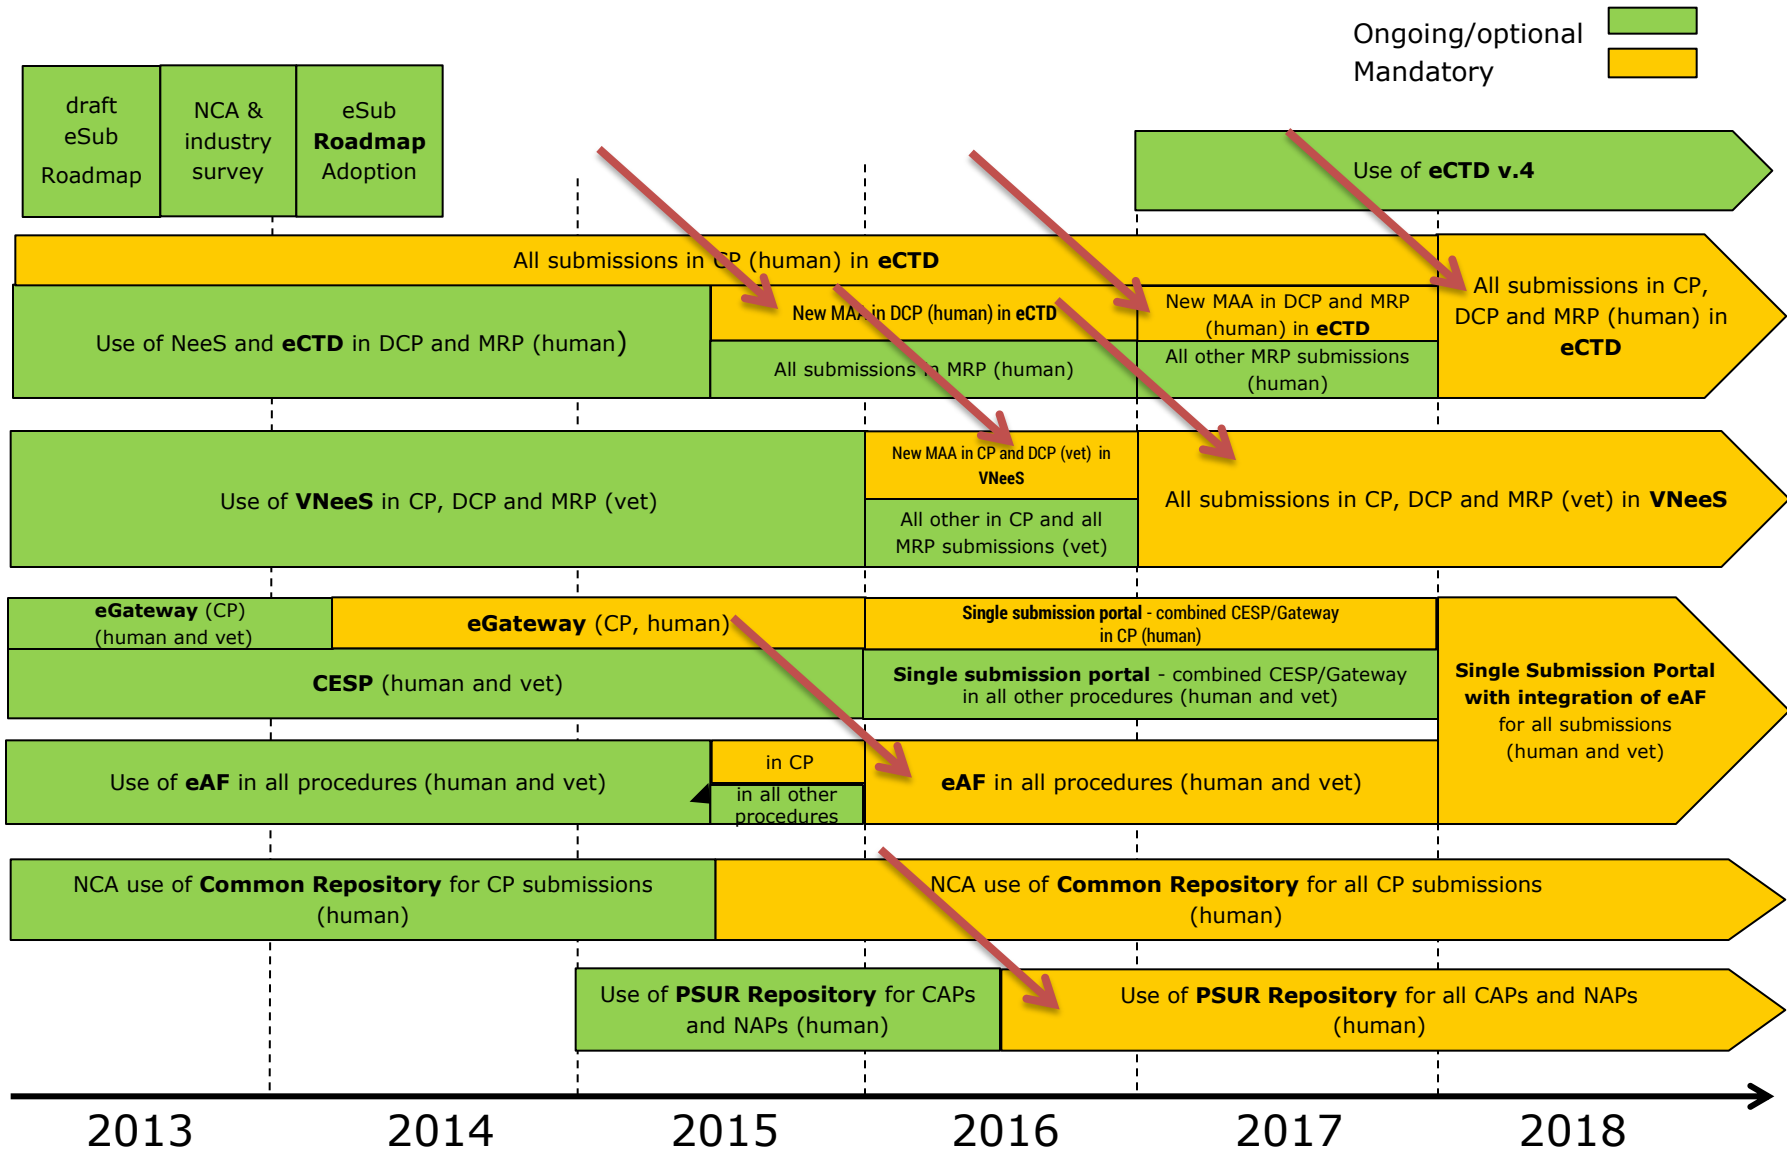 Ongoing/optional
Mandatory
draft
eSub
Roadmap
NCA &
industry
survey
eSub
Roadmap
Adoption
Use of eCTD v.4
All submissions in CP (human) in eCTD
Use of NeeS and eCTD in DCP and MRP (human)
New MAA in DCP (human) in eCTD
All submissions in MRP (human)
New MAA in DCP and MRP
(human) in eCTD
All other MRP submissions
(human)
All submissions in CP,
DCP and MRP (human) in
eCTD
Use of VNeeS in CP, DCP and MRP (vet)
New MAA in CP and DCP (vet) in
VNeeS
All other in CP and all
MRP submissions (vet)
All submissions in CP, DCP and MRP (vet) in VNeeS
eGateway (CP)
(human and vet)
eGateway (CP, human)
Single submission portal - combined CESP/Gateway
in CP (human)
CESP (human and vet)
Single submission portal - combined CESP/Gateway
in all other procedures (human and vet)
Single Submission Portal
with integration of eAF
for all submissions
(human and vet)
Use of eAF in all procedures (human and vet)
in CP
in all other
procedures
eAF in all procedures (human and vet)
NCA use of Common Repository for CP submissions
(human)
NCA use of Common Repository for all CP submissions
(human)
Use of PSUR Repository for CAPs
and NAPs (human)
Use of PSUR Repository for all CAPs and NAPs
(human)
2013 2014 2015 2016 2017 2018